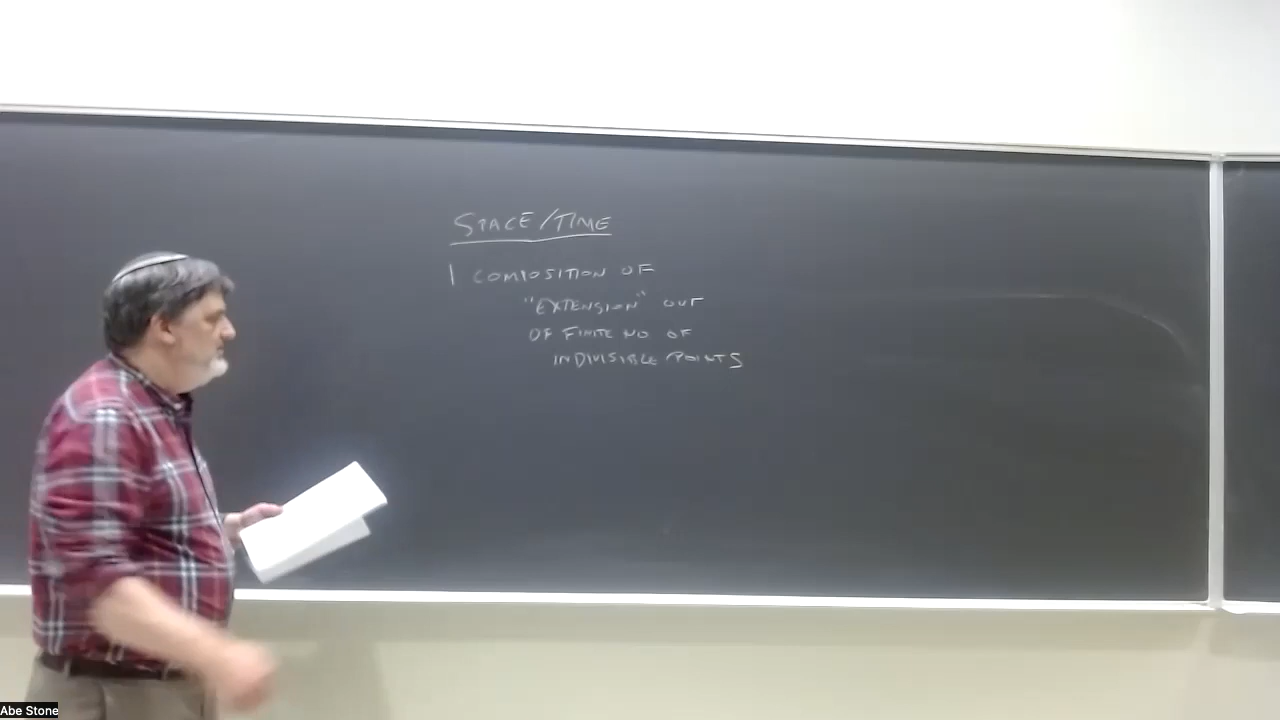 SPACE/TIME
1 COMPOSITION OF
"EXTENSION" OUT
OF FINITE NO OF
INDIVISIBLE POINTS
Abe Stone